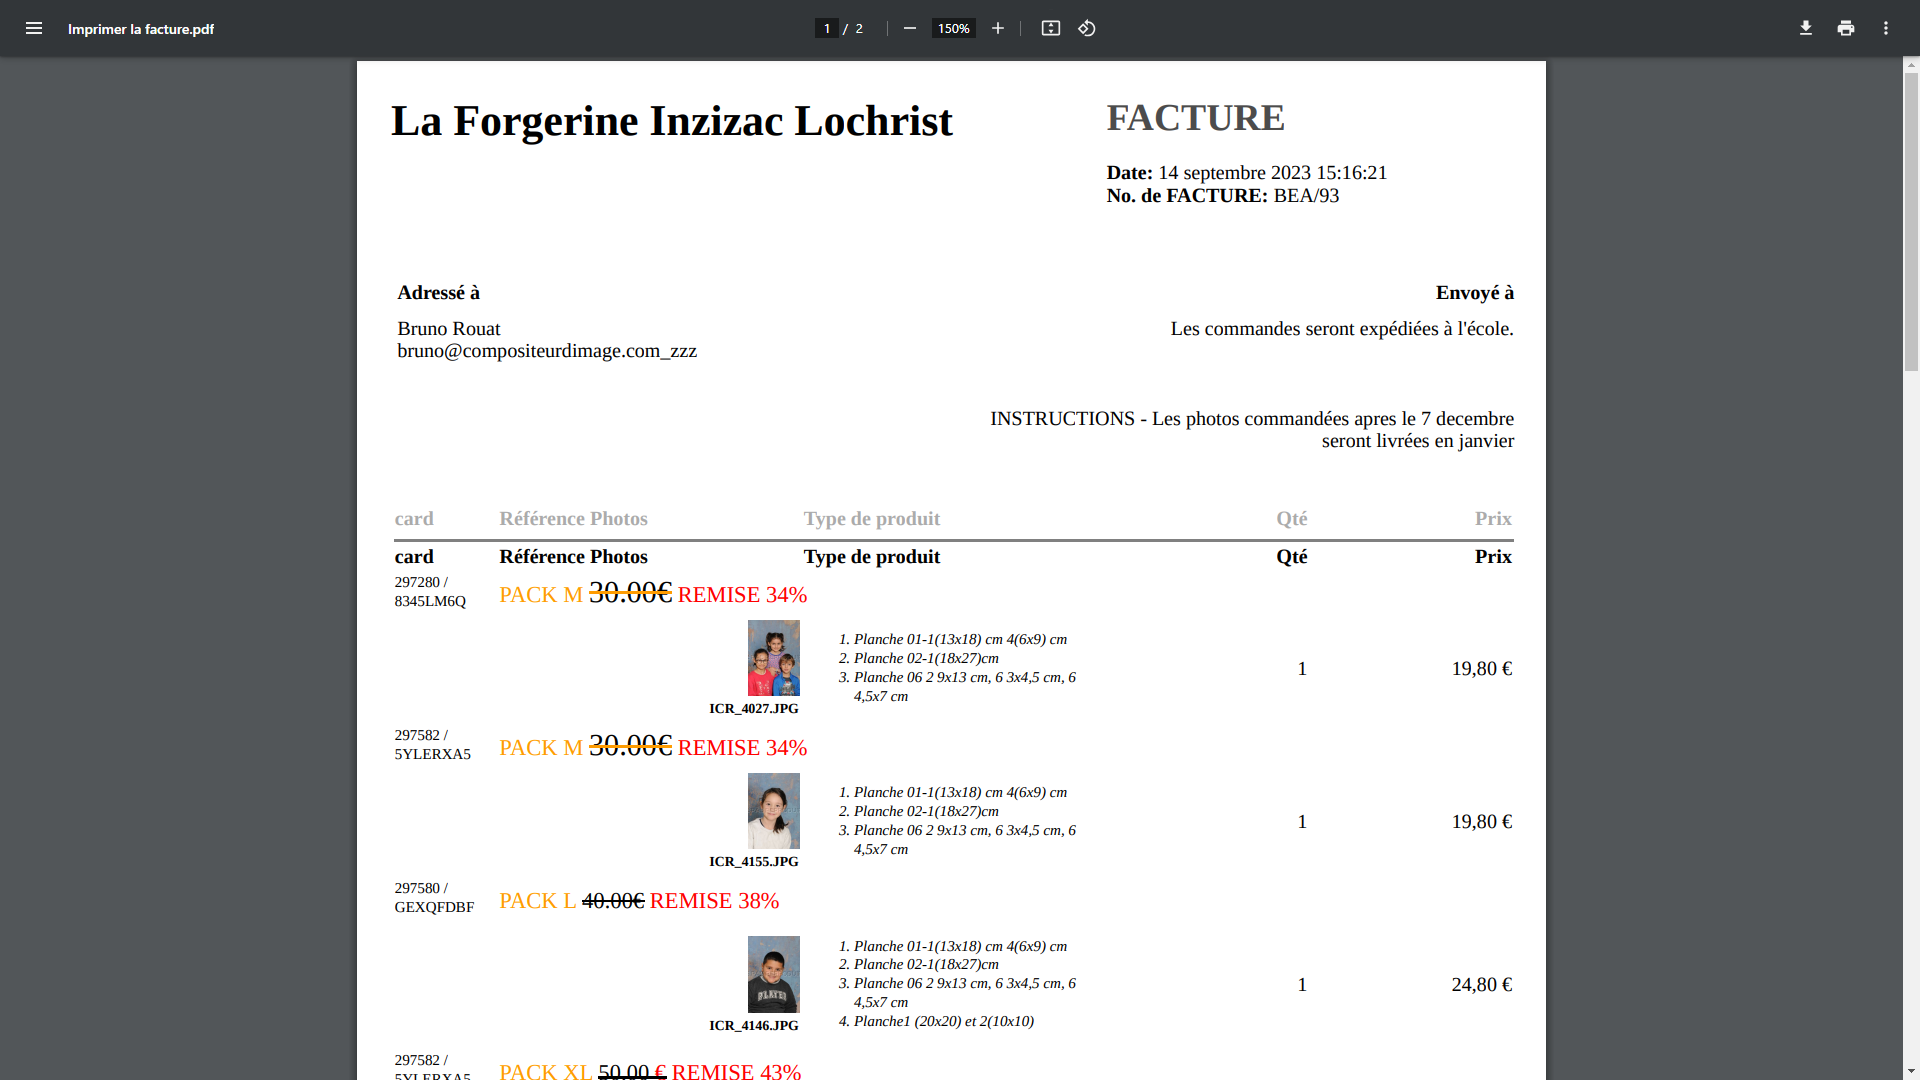 Imprimer la facture.pdf
1 / 2
150%
La Forgerine Inzizac Lochrist
FACTURE
Date: 14 septembre 2023 15:16:21
No. de FACTURE: BEA/93
Adressé à
Envoyé à
Bruno Rouat
Les commandes seront expédiées à l'école.
bruno@compositeurdimage.com_zzz
INSTRUCTIONS - Les photos commandées apres le 7 decembre
seront livrées en janvier
card Référence Photos Type de produit Qté Prix
card Référence Photos Type de produit Qté Prix
297280 /
8345LM6Q
PACK M 30.00€ REMISE 34%
1. Planche 01-1(13x18) cm 4(6x9) cm
2. Planche 02-1(18x27)cm
3. Planche 06 2 9x13 cm, 6 3x4,5 cm, 6
4,5x7 cm
1 19,80 €
ICR_4027.JPG
297582 /
5YLERXA5
PACK M 30.00€ REMISE 34%
1. Planche 01-1(13x18) cm 4(6x9) cm
2. Planche 02-1(18x27)cm
3. Planche 06 2 9x13 cm, 6 3x4,5 cm, 6
4,5x7 cm
1 19,80 €
ICR_4155.JPG
297580 /
GEXQFDBF
PACK L 40.00€ REMISE 38%
1. Planche 01-1(13x18) cm 4(6x9) cm
2. Planche 02-1(18x27)cm
3. Planche 06 2 9x13 cm, 6 3x4,5 cm, 6
4,5x7 cm
4. Planche1 (20x20) et 2(10x10)
1 24,80 €
PLAYER
ICR_4146.JPG
297582 /
5YLERXA5
PACK XL 50.00 € REMISE 43%